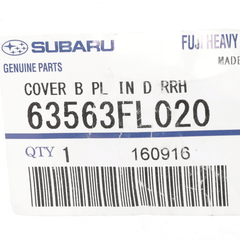 SUBARU
FUJI HEAVY
GENUINE PARTS
MADE
COVER B PL IN D RRH
63563FL020
QTY 1 160916